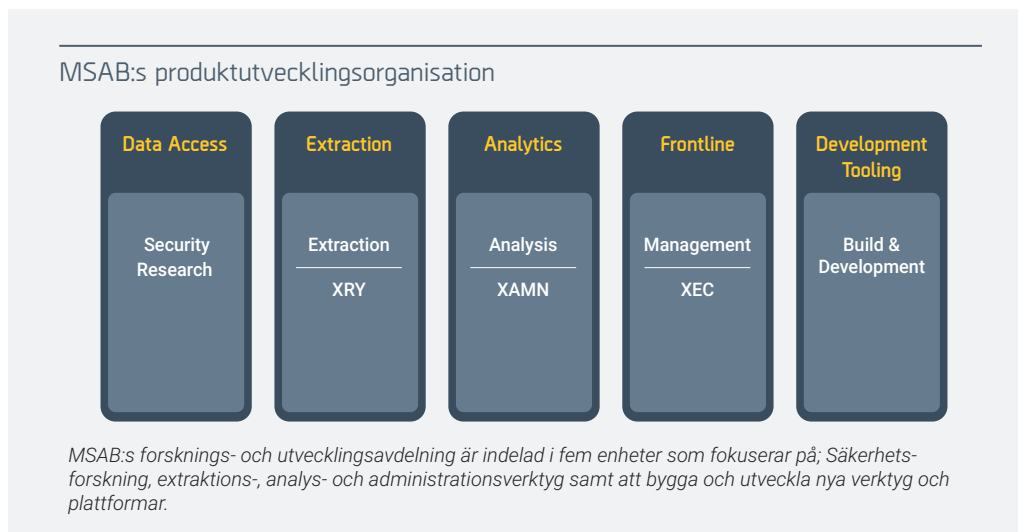 MSAB:s produktutvecklingsorganisation
Data Access
Security
Research
Extraction
Extraction
XRY
Analytics
Analysis
XAMN
Frontline
Management
XEC
Development
Tooling
Build &
Development
MSAB:s forsknings- och utvecklingsavdelning är indelad i fem enheter som fokuserar på; Säkerhets-
forskning, extraktions-, analys- och administrationsverktyg samt att bygga och utveckla nya verktyg och
plattformar.